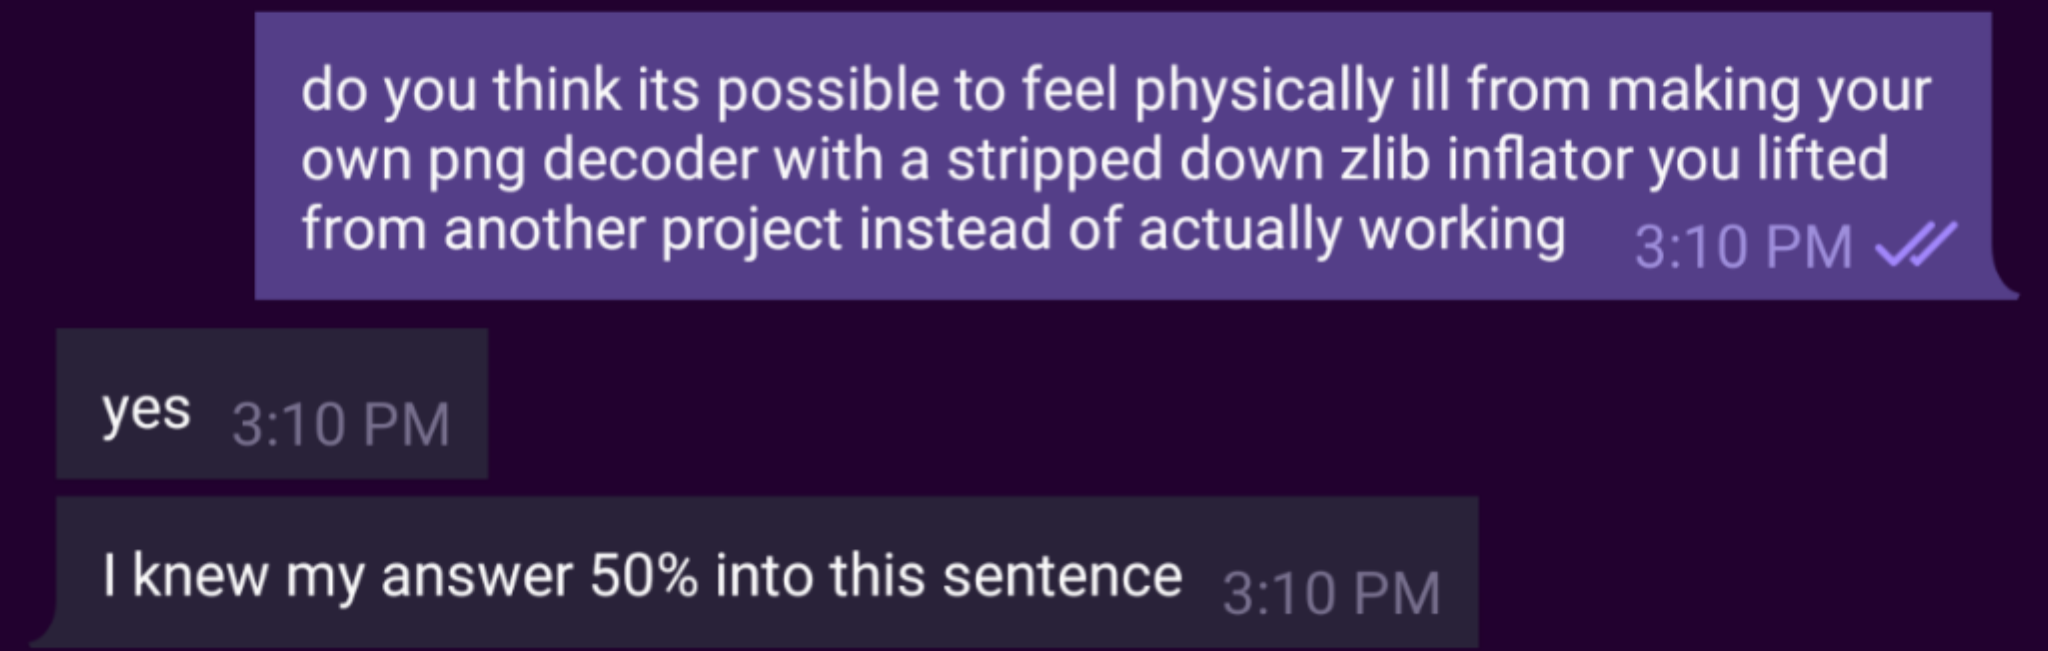 do you think its possible to feel physically ill from making your
own png decoder with a stripped down zlib inflator you lifted
from another project instead of actually working 3:10 PM
yes 3:10 PM
I knew my answer 50% into this sentence 3:10 PM